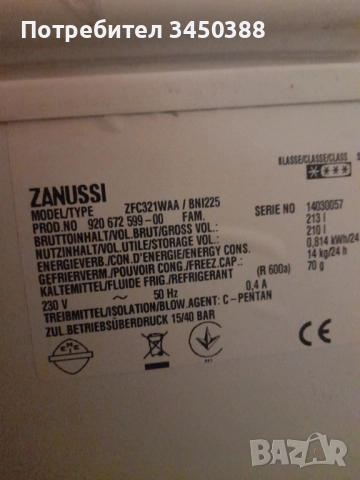 Потребител 3450388
KLASSE/CLASSE/CLASS
ZANUSSI
MODEL/TYPE ZFC321WAA / BNI225
PROD.NO 920 672 599-00 FAM. SERIE NO 14030057
BRUTTOINHALT/VOL.BRUT/GROSS VOL.: 213 l
NUTZINHALT/VOL.UTILE/STORAGE VOL.: 210 l
ENERGIEVERB./CON.D'ENERGIE/ENERGY CONS. 0,814 kWh/24
GEFRIERVERM./POUVOIR CONG./FREEZ.CAP.: 14 kg/24 h
KÄLTEMITTEL/FLUIDE FRIG./REFRIGERANT (R 600a) 70 g
230 V ~ 50 Hz 0,4 A
TREIBMITTEL/ISOLATION/BLOW.AGENT: C-PENTAN
ZUL.BETRIEBSÜBERDRUCK 15/40 BAR
CE
BAZAR